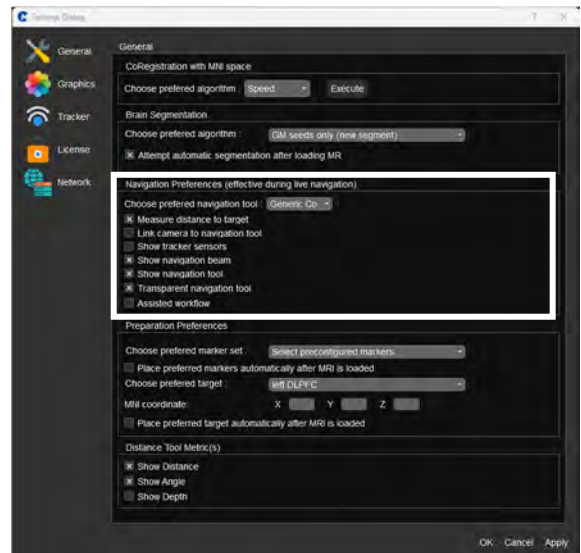 Settings Dialog
? X
General
Graphics
Tracker
License
Network
General
CoRegistration with MNI space
Choose prefered algorithm : Speed Execute
Brain Segmentation
Choose prefered algorithm : GM seeds only (new segment)
Attempt automatic segmentation after loading MR
Navigation Preferences (effective during live navigation)
Choose prefered navigation tool : Generic Co
Measure distance to target
Link camera to navigation tool
Show tracker sensors
Show navigation beam
Show navigation tool
Transparent navigation tool
Assisted workflow
Preparation Preferences
Choose prefered marker set : Select preconfigured markers
Place preferred markers automatically after MRI is loaded
Choose prefered target : left DLPFC
MNI coordinate: X Y Z
Place preferred target automatically after MRI is loaded
Distance Tool Metric(s)
Show Distance
Show Angle
Show Depth
OK Cancel Apply